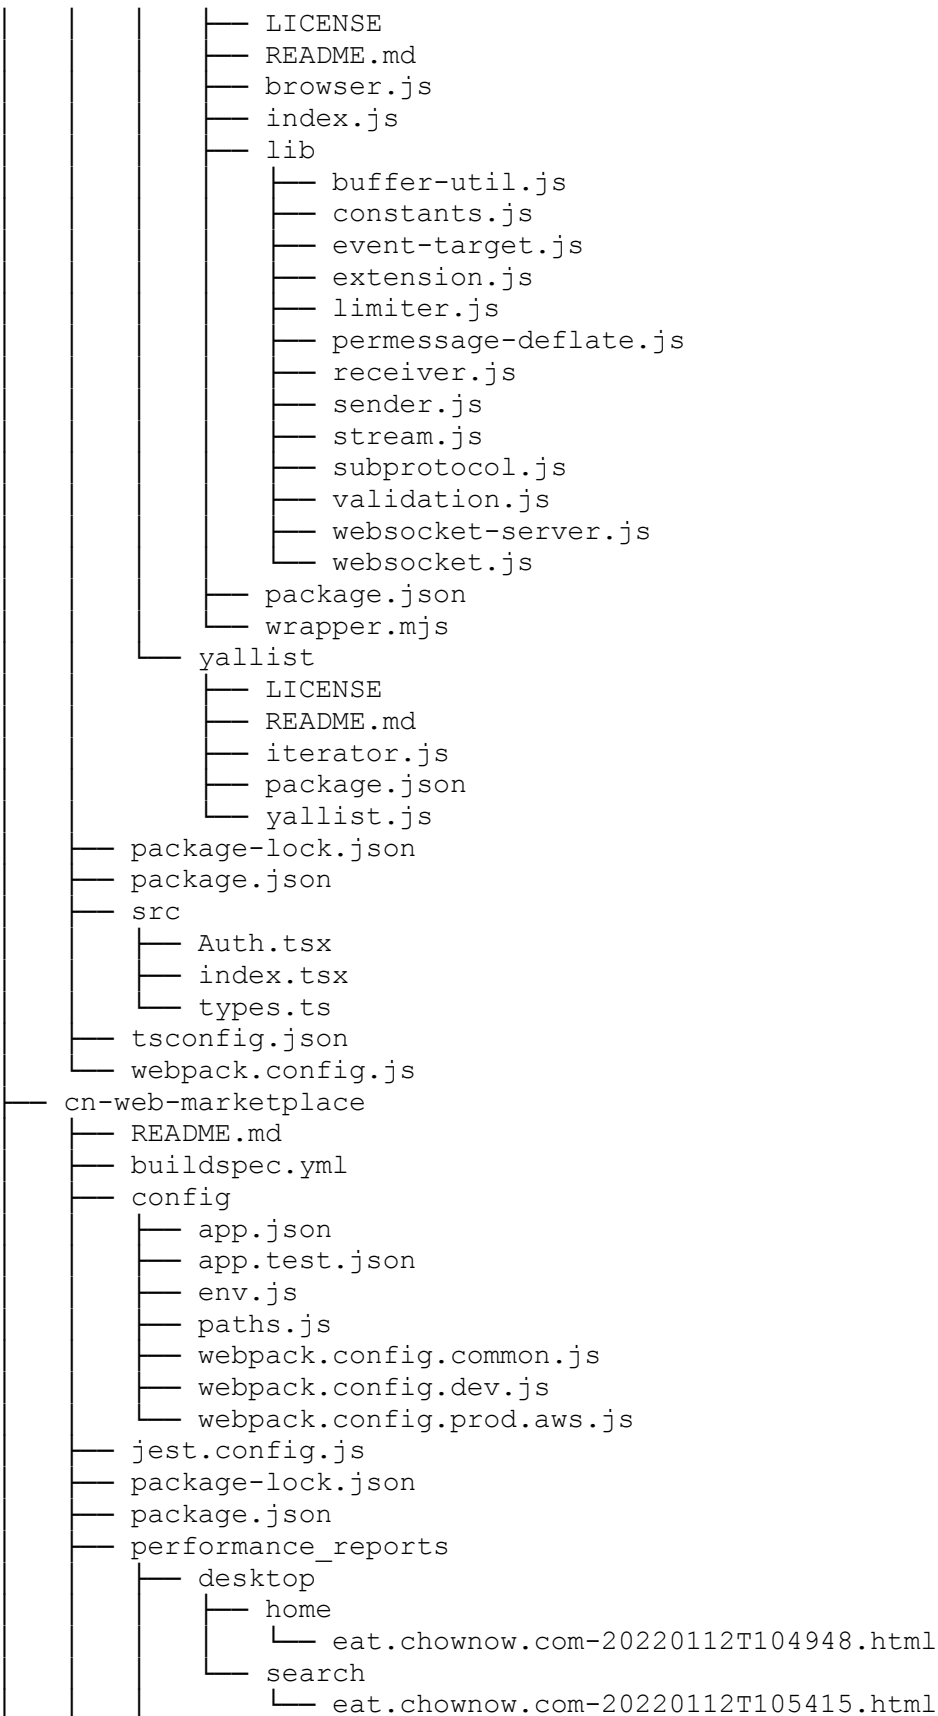 │   │   │   ├── LICENSE
│   │   │   ├── README.md
│   │   │   ├── browser.js
│   │   │   ├── index.js
│   │   │   ├── lib
│   │   │   │   ├── buffer-util.js
│   │   │   │   ├── constants.js
│   │   │   │   ├── event-target.js
│   │   │   │   ├── extension.js
│   │   │   │   ├── limiter.js
│   │   │   │   ├── permessage-deflate.js
│   │   │   │   ├── receiver.js
│   │   │   │   ├── sender.js
│   │   │   │   ├── stream.js
│   │   │   │   ├── subprotocol.js
│   │   │   │   ├── validation.js
│   │   │   │   ├── websocket-server.js
│   │   │   │   └── websocket.js
│   │   │   ├── package.json
│   │   │   └── wrapper.mjs
│   │   └── yallist
│   │       ├── LICENSE
│   │       ├── README.md
│   │       ├── iterator.js
│   │       ├── package.json
│   │       └── yallist.js
│   ├── package-lock.json
│   ├── package.json
│   ├── src
│   │   ├── Auth.tsx
│   │   ├── index.tsx
│   │   └── types.ts
│   ├── tsconfig.json
│   └── webpack.config.js
├── cn-web-marketplace
│   ├── README.md
│   ├── buildspec.yml
│   ├── config
│   │   ├── app.json
│   │   ├── app.test.json
│   │   ├── env.js
│   │   ├── paths.js
│   │   ├── webpack.config.common.js
│   │   ├── webpack.config.dev.js
│   │   └── webpack.config.prod.aws.js
│   ├── jest.config.js
│   ├── package-lock.json
│   ├── package.json
│   ├── performance_reports
│   │   ├── desktop
│   │   │   ├── home
│   │   │   │   └── eat.chownow.com-20220112T104948.html
│   │   │   └── search
│   │   │       └── eat.chownow.com-20220112T105415.html